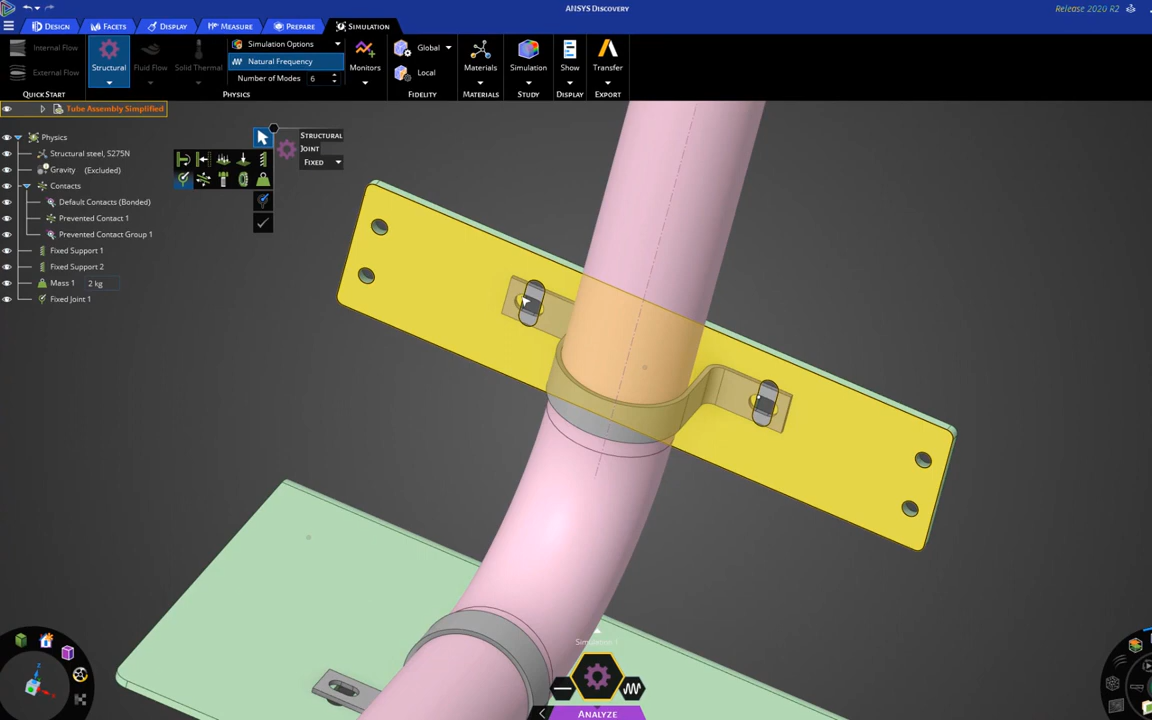 ANSYS Discovery
Release 2020 R2
DESIGN
FACETS
DISPLAY
MEASURE
PREPARE
SIMULATION
Internal Flow
External Flow
QUICK START
Structural
Fluid Flow
Solid Thermal
Simulation Options
Natural Frequency
Number of Modes 6
PHYSICS
Monitors
Global
Local
FIDELITY
Materials
MATERIALS
Simulation
STUDY
Show
DISPLAY
Transfer
EXPORT
Tube Assembly Simplified
Physics
Structural steel, S275N
Gravity (Excluded)
Contacts
Default Contacts (Bonded)
Prevented Contact 1
Prevented Contact Group 1
Fixed Support 1
Fixed Support 2
Mass 1 2 kg
Fixed Joint 1
STRUCTURAL
JOINT
FIXED
Simulation 1
ANALYZE